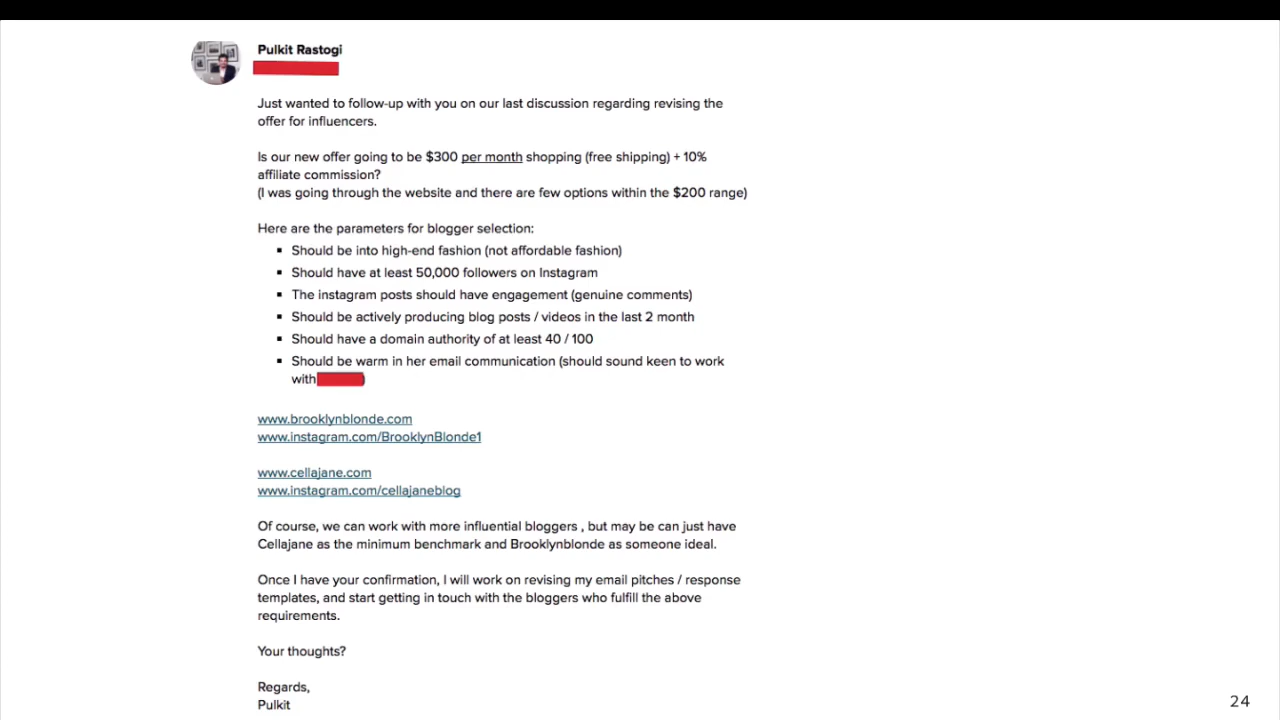 Pulkit Rastogi
Just wanted to follow-up with you on our last discussion regarding revising the
offer for influencers.
Is our new offer going to be $300 per month shopping (free shipping) + 10%
affiliate commission?
(I was going through the website and there are few options within the $200 range)
Here are the parameters for blogger selection:
▪ Should be into high-end fashion (not affordable fashion)
▪ Should have at least 50,000 followers on Instagram
▪ The instagram posts should have engagement (genuine comments)
▪ Should be actively producing blog posts / videos in the last 2 month
▪ Should have a domain authority of at least 40 / 100
▪ Should be warm in her email communication (should sound keen to work
with )
www.brooklynblonde.com
www.instagram.com/BrooklynBlonde1
www.cellajane.com
www.instagram.com/cellajaneblog
Of course, we can work with more influential bloggers , but may be can just have
Cellajane as the minimum benchmark and Brooklynblonde as someone ideal.
Once I have your confirmation, I will work on revising my email pitches / response
templates, and start getting in touch with the bloggers who fulfill the above
requirements.
Your thoughts?
Regards,
Pulkit
24